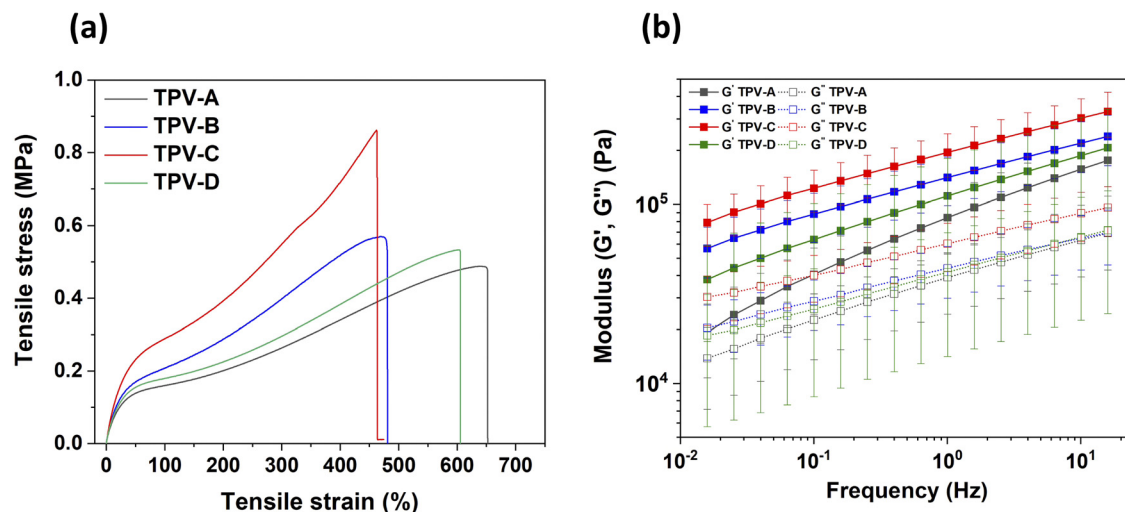 (a)
1.0
0.8
0.6
0.4
0.2
0.0
Tensile stress (MPa)
TPV-A
TPV-B
TPV-C
TPV-D
0 100 200 300 400 500 600 700
Tensile strain (%)
(b)
Modulus (G', G'') (Pa)
10^5
10^4
G' TPV-A G'' TPV-A
G' TPV-B G'' TPV-B
G' TPV-C G'' TPV-C
G' TPV-D G'' TPV-D
10^-2 10^-1 10^0 10^1
Frequency (Hz)